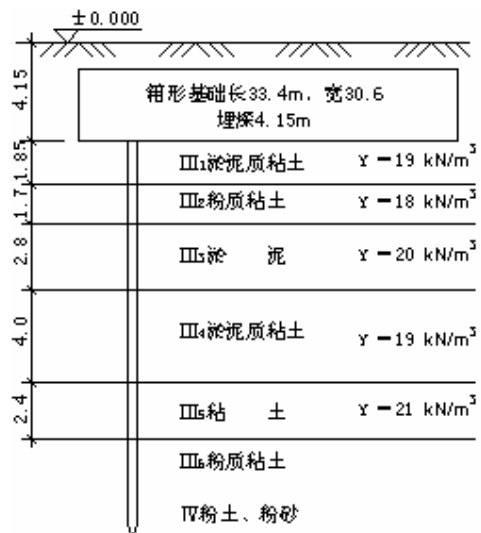 ±0.000
4.15
箱形基础长33.4m，宽30.6
埋深4.15m
1.85
III₁淤泥质粘土 γ=19 kN/m³
1.7
III₂粉质粘土 γ=18 kN/m³
2.8
III₃淤 泥 γ=20 kN/m³
4.0
III₄淤泥质粘土 γ=19 kN/m³
2.4
III₅粘 土 γ=21 kN/m³
III₆粉质粘土
IV粉土、粉砂